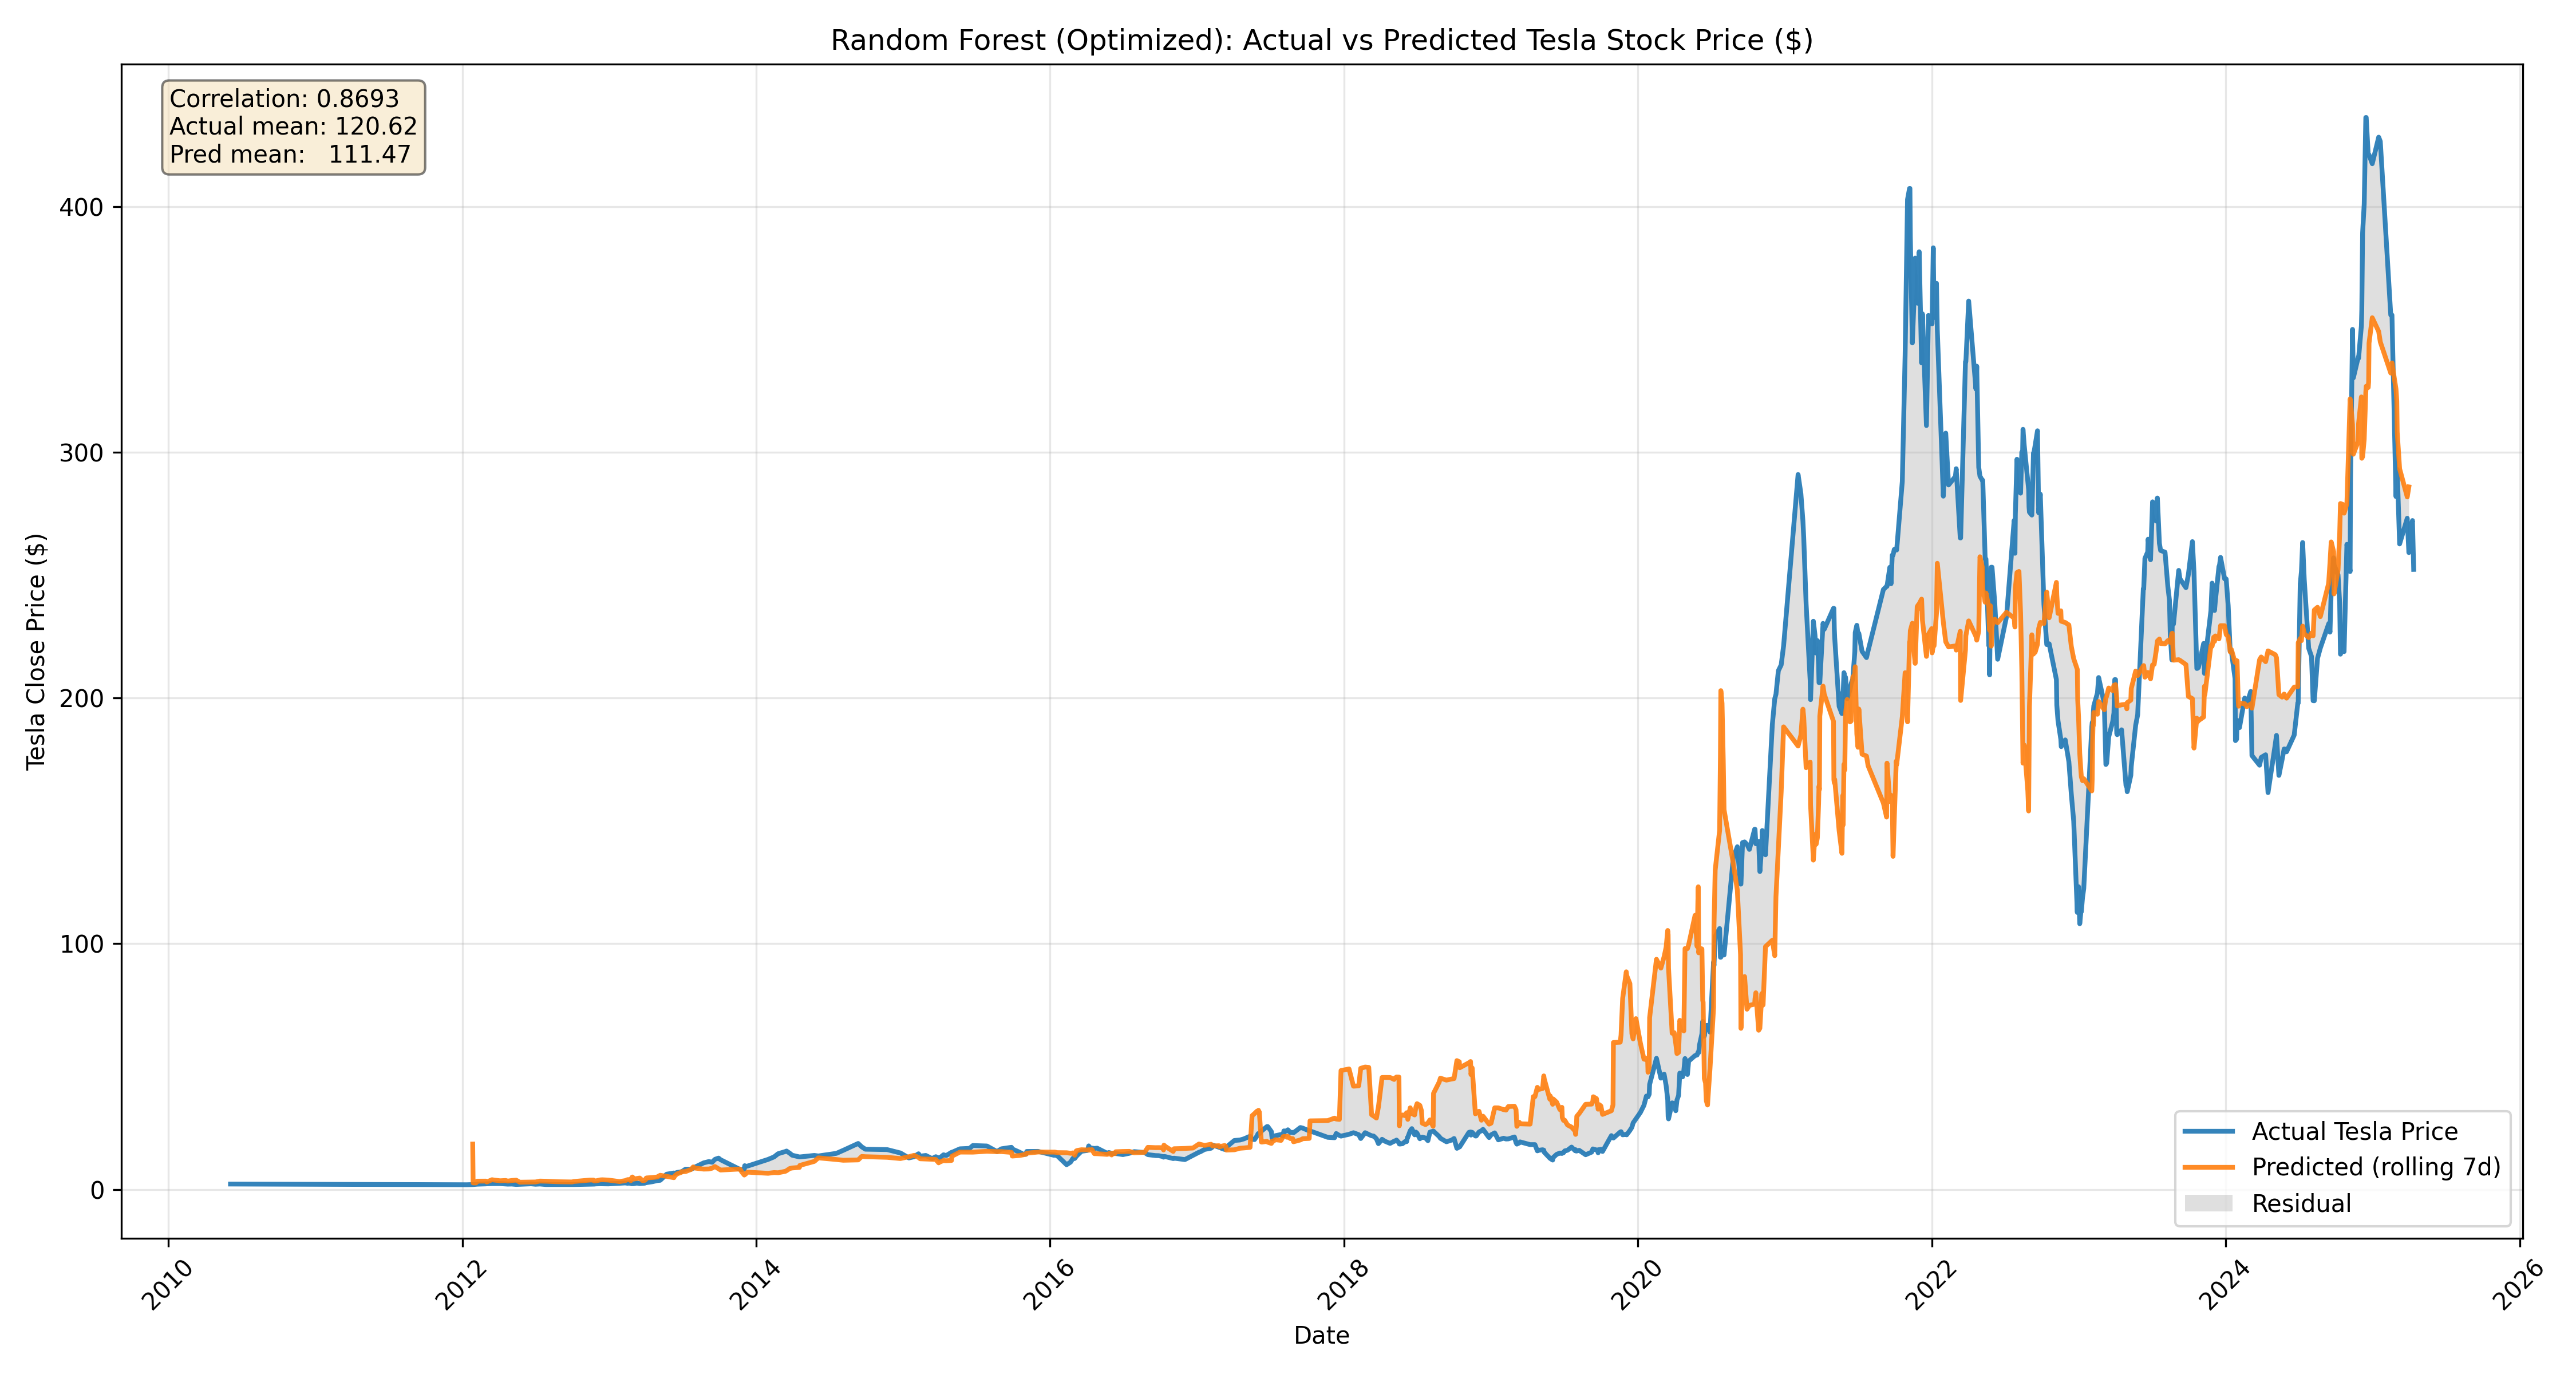 Random Forest (Optimized): Actual vs Predicted Tesla Stock Price ($)
Correlation: 0.8693
Actual mean: 120.62
Pred mean: 111.47
Tesla Close Price ($)
400
300
200
100
0
Actual Tesla Price
Predicted (rolling 7d)
Residual
2010
2012
2014
2016
2018
2020
2022
2024
2026
Date